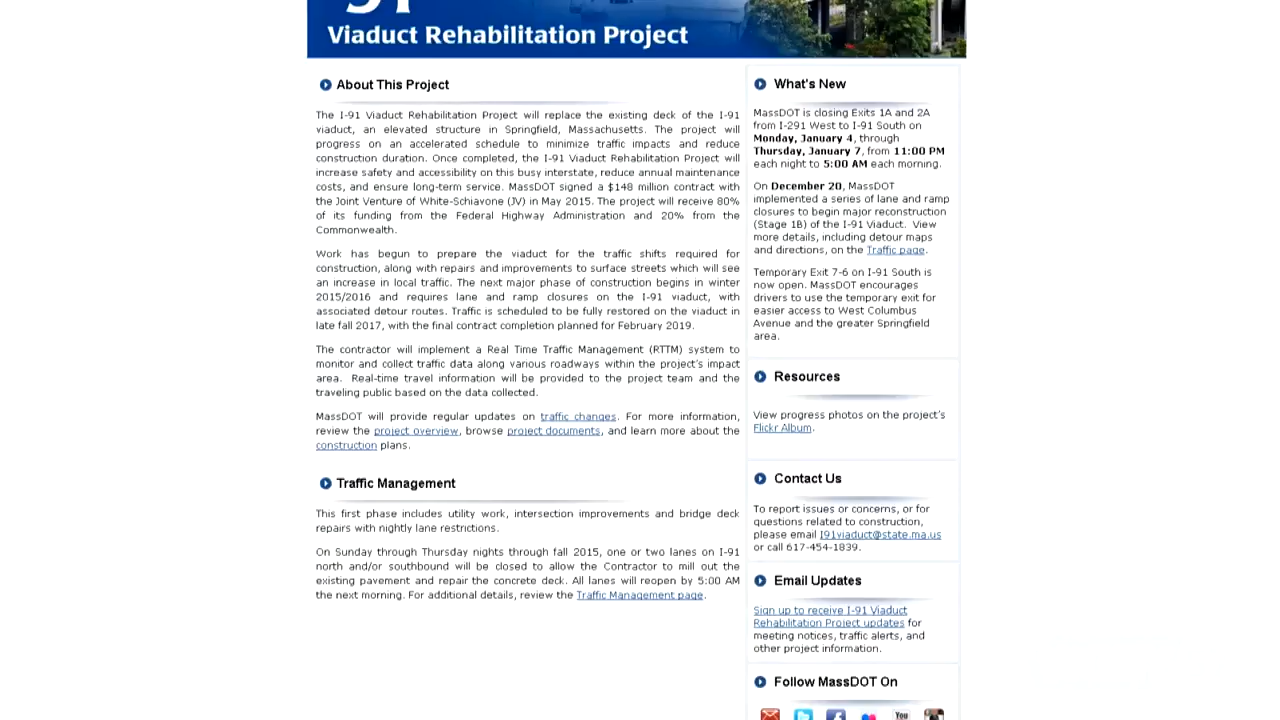 91
Viaduct Rehabilitation Project
About This Project
The I-91 Viaduct Rehabilitation Project will replace the existing deck of the I-91
viaduct, an elevated structure in Springfield, Massachusetts. The project will
progress on an accelerated schedule to minimize traffic impacts and reduce
construction duration. Once completed, the I-91 Viaduct Rehabilitation Project will
increase safety and accessibility on this busy interstate, reduce annual maintenance
costs, and ensure long-term service. MassDOT signed a $148 million contract with
the Joint Venture of White-Schiavone (JV) in May 2015. The project will receive 80%
of its funding from the Federal Highway Administration and 20% from the
Commonwealth.
Work has begun to prepare the viaduct for the traffic shifts required for
construction, along with repairs and improvements to surface streets which will see
an increase in local traffic. The next major phase of construction begins in winter
2015/2016 and requires lane and ramp closures on the I-91 viaduct, with
associated detour routes. Traffic is scheduled to be fully restored on the viaduct in
late fall 2017, with the final contract completion planned for February 2019.
The contractor will implement a Real Time Traffic Management (RTTM) system to
monitor and collect traffic data along various roadways within the project's impact
area. Real-time travel information will be provided to the project team and the
traveling public based on the data collected.
MassDOT will provide regular updates on traffic changes. For more information,
review the project overview, browse project documents, and learn more about the
construction plans.
Traffic Management
This first phase includes utility work, intersection improvements and bridge deck
repairs with nightly lane restrictions.
On Sunday through Thursday nights through fall 2015, one or two lanes on I-91
north and/or southbound will be closed to allow the Contractor to mill out the
existing pavement and repair the concrete deck. All lanes will reopen by 5:00 AM
the next morning. For additional details, review the Traffic Management page.
What's New
MassDOT is closing Exits 1A and 2A
from I-291 West to I-91 South on
Monday, January 4, through
Thursday, January 7, from 11:00 PM
each night to 5:00 AM each morning.
On December 20, MassDOT
implemented a series of lane and ramp
closures to begin major reconstruction
(Stage 1B) of the I-91 Viaduct. View
more details, including detour maps
and directions, on the Traffic page.
Temporary Exit 7-6 on I-91 South is
now open. MassDOT encourages
drivers to use the temporary exit for
easier access to West Columbus
Avenue and the greater Springfield
area.
Resources
View progress photos on the project's
Flickr Album.
Contact Us
To report issues or concerns, or for
questions related to construction,
please email I91viaduct@state.ma.us
or call 617-454-1839.
Email Updates
Sign up to receive I-91 Viaduct
Rehabilitation Project updates for
meeting notices, traffic alerts, and
other project information.
Follow MassDOT On
You